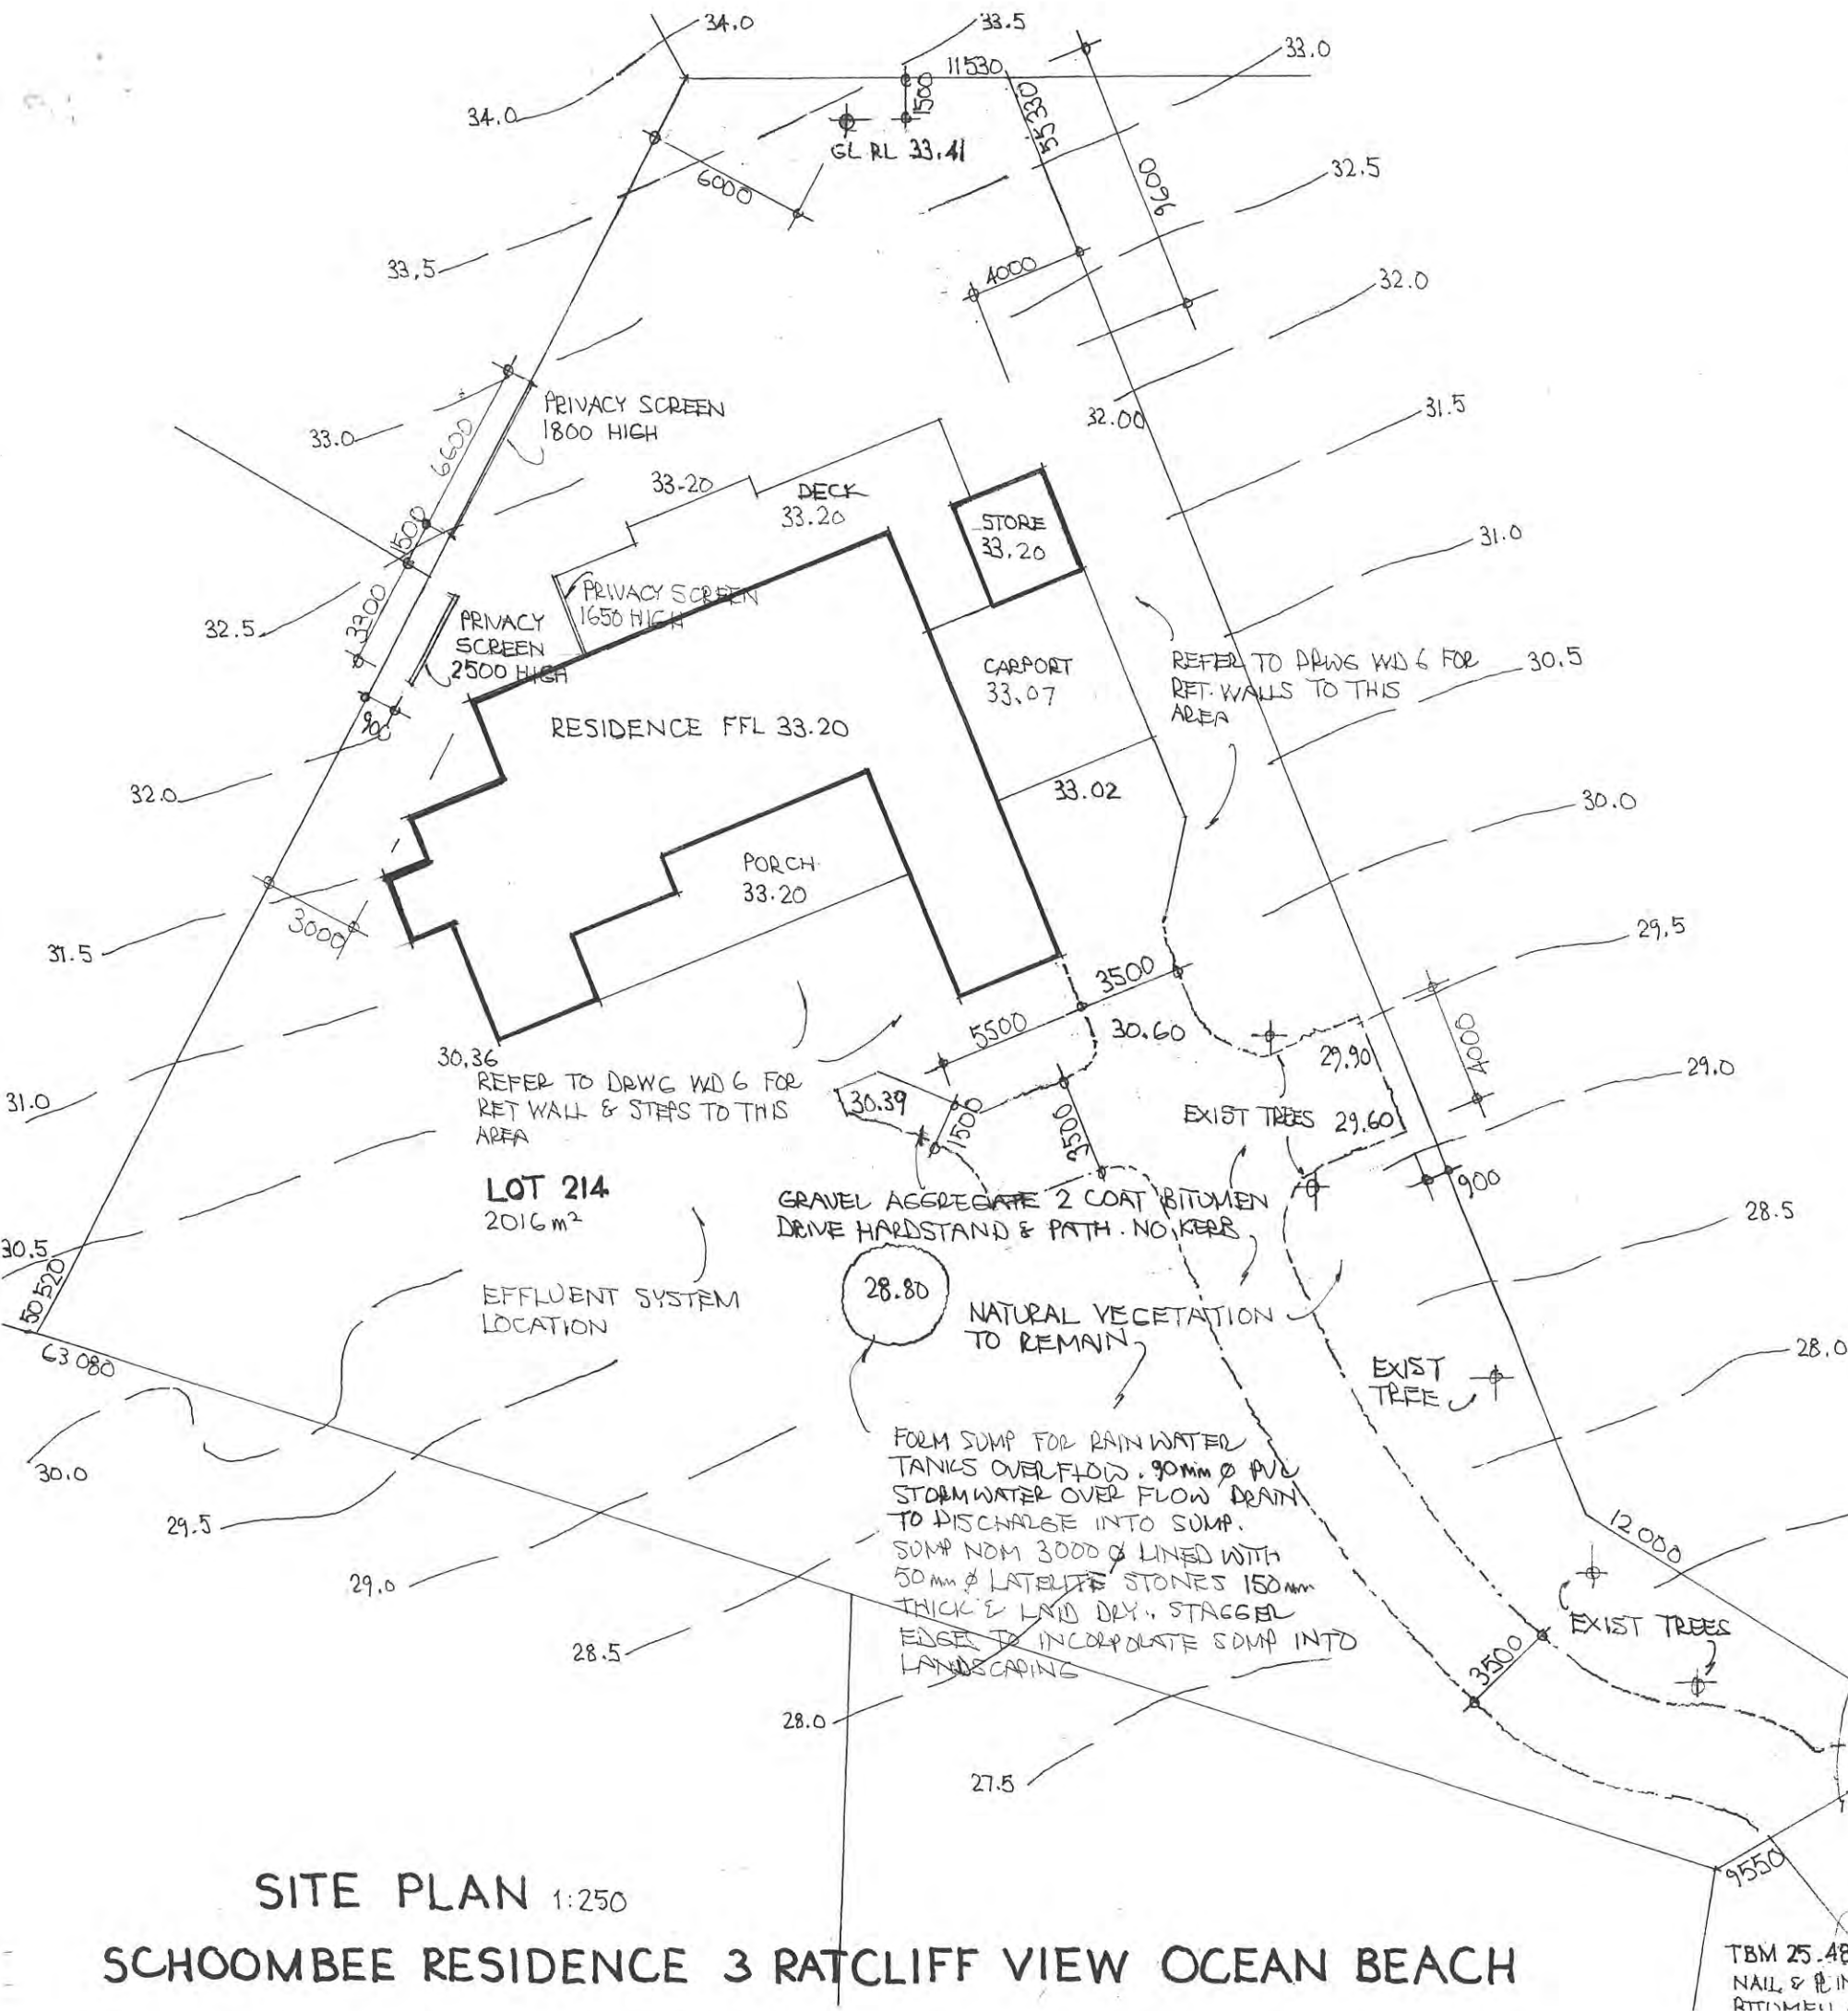 34.0
33.5
33.0
11530
34.0
1500
55330
GL RL 33.41
9600
32.5
6000
33.5
4000
32.0
PRIVACY SCREEN
1800 HIGH
33.0
6600
32.00
31.5
33-20
DECK
33.20
1500
STORE
33.20
31.0
PRIVACY SCREEN
1650 HIGH
32.5
3300
PRIVACY
SCREEN
2500 HIGH
CARPORT
33.07
REFER TO DRWG WD 6 FOR
RET. WALLS TO THIS
AREA
30.5
900
RESIDENCE FFL 33.20
32.0
33.02
30.0
PORCH
33.20
3000
31.5
29.5
3500
5500
30.60
4000
29.90
30.36
REFER TO DRWG WD 6 FOR
RET WALL & STEPS TO THIS
AREA
30.39
1500
3500
EXIST TREES
29.60
29.0
31.0
900
LOT 214
2016 m²
GRAVEL AGGREGATE 2 COAT BITUMEN
DRIVE HARDSTAND & PATH. NO KERB
28.5
30.5
50520
EFFLUENT SYSTEM
LOCATION
28.80
NATURAL VEGETATION
TO REMAIN
63080
EXIST
TREE
28.0
30.0
FORM SUMP FOR RAIN WATER
TANKS OVERFLOW. 90mm Ø PVC
STORMWATER OVER FLOW DRAIN
TO DISCHARGE INTO SUMP.
SUMP NOM 3000 Ø LINED WITH
50mm Ø LATERITE STONES 150mm
THICK & LAID DRY. STAGGER
EDGES TO INCORPORATE SUMP INTO
LANDSCAPING
12000
29.5
29.0
EXIST TREES
28.5
3500
28.0
27.5
9550
SITE PLAN 1:250
SCHOOMBEE RESIDENCE 3 RATCLIFF VIEW OCEAN BEACH
TBM 25.48
NAIL &